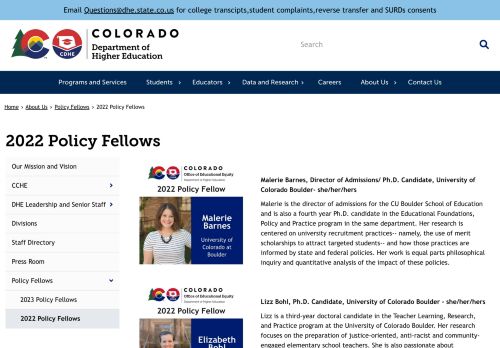 Email Questions@dhe.state.co.us for college transcipts,student complaints,reverse transfer and SURDs consents
COLORADO
Department of
Higher Education
CDHE
Search
Programs and Services
Students
Educators
Data and Research
Careers
About Us
Contact Us
Home > About Us > Policy Fellows > 2022 Policy Fellows
2022 Policy Fellows
Our Mission and Vision
CCHE
DHE Leadership and Senior Staff
Divisions
Staff Directory
Press Room
Policy Fellows
2023 Policy Fellows
2022 Policy Fellows
COLORADO
Office of Educational Equity
Department of Higher Education
2022 Policy Fellow
Malerie
Barnes
University of
Colorado at
Boulder
Malerie Barnes, Director of Admissions/ Ph.D. Candidate, University of
Colorado Boulder- she/her/hers
Malerie is the director of admissions for the CU Boulder School of Education
and is also a fourth year Ph.D. candidate in the Educational Foundations,
Policy and Practice program in the same department. Her research is
centered on university recruitment practices-- namely, the use of merit
scholarships to attract targeted students-- and how those practices are
informed by state and federal policies. Her work is equal parts philosophical
inquiry and quantitative analysis of the impact of these policies.
COLORADO
Office of Educational Equity
Department of Higher Education
2022 Policy Fellow
Elizabeth
Bohl
Lizz Bohl, Ph.D. Candidate, University of Colorado Boulder - she/her/hers
Lizz is a third-year doctoral candidate in the Teacher Learning, Research,
and Practice program at the University of Colorado Boulder. Her research
focuses on the preparation of justice-oriented, anti-racist and community-
engaged elementary school teachers. She is also passionate about